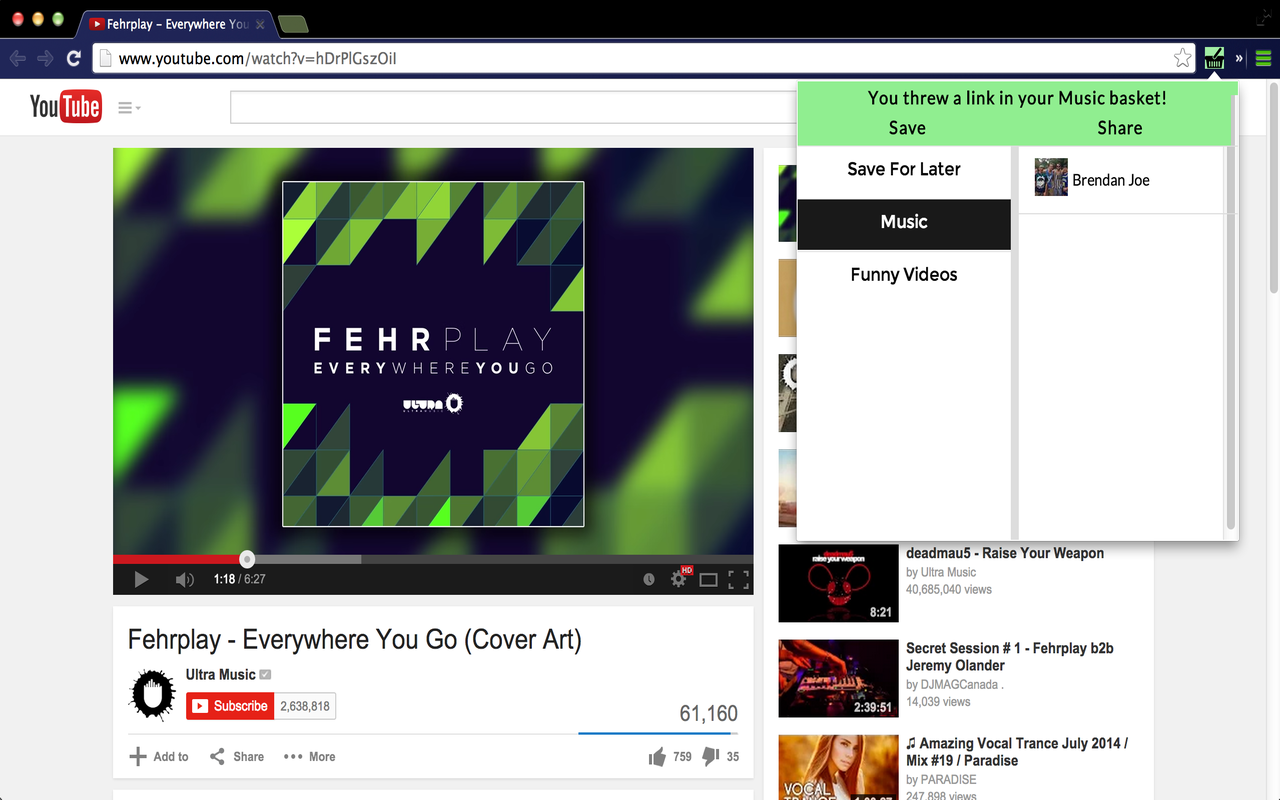 Fehrplay - Everywhere You
www.youtube.com/watch?v=hDrPlGszOiI
»
YouTube
You threw a link in your Music basket!
Save
Share
Save For Later
Music
Funny Videos
Brendan Joe
FEHRPLAY
EVERYWHEREYOUGO
ULTRA
1:18 / 6:27
HD
Fehrplay - Everywhere You Go (Cover Art)
Ultra Music
Subscribe
2,638,818
61,160
Add to
Share
More
759
35
raise your weapon
8:21
deadmau5 - Raise Your Weapon
by Ultra Music
40,685,040 views
2:39:51
Secret Session # 1 - Fehrplay b2b
Jeremy Olander
by DJMAGCanada .
14,039 views
VOCAL
♫ Amazing Vocal Trance July 2014 /
Mix #19 / Paradise
by PARADISE
247,898 views